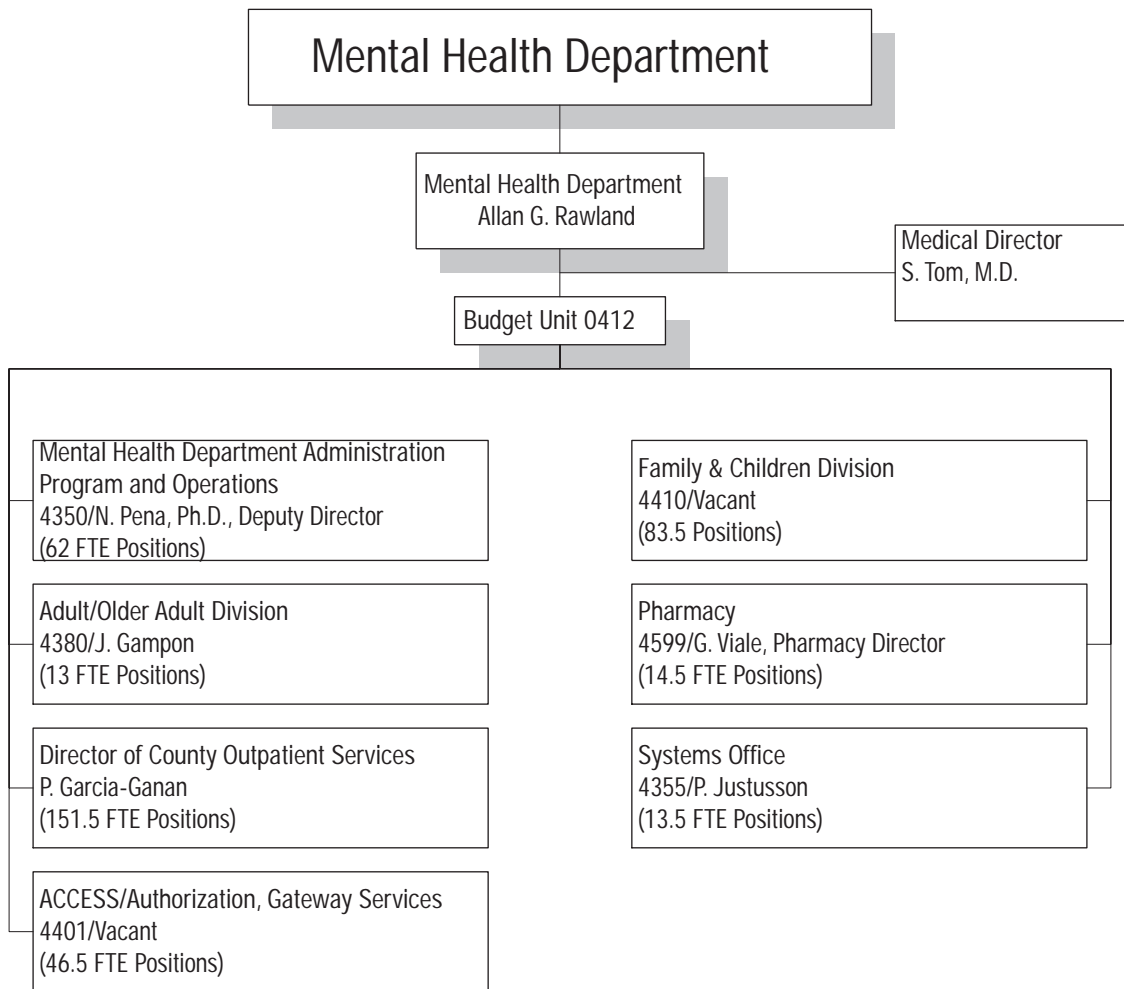 Mental Health Department
Mental Health Department
Allan G. Rawland
Medical Director
S. Tom, M.D.
Budget Unit 0412
Mental Health Department Administration
Program and Operations
4350/N. Pena, Ph.D., Deputy Director
(62 FTE Positions)
Adult/Older Adult Division
4380/J. Gampon
(13 FTE Positions)
Director of County Outpatient Services
P. Garcia-Ganan
(151.5 FTE Positions)
ACCESS/Authorization, Gateway Services
4401/Vacant
(46.5 FTE Positions)
Family & Children Division
4410/Vacant
(83.5 Positions)
Pharmacy
4599/G. Viale, Pharmacy Director
(14.5 FTE Positions)
Systems Office
4355/P. Justusson
(13.5 FTE Positions)